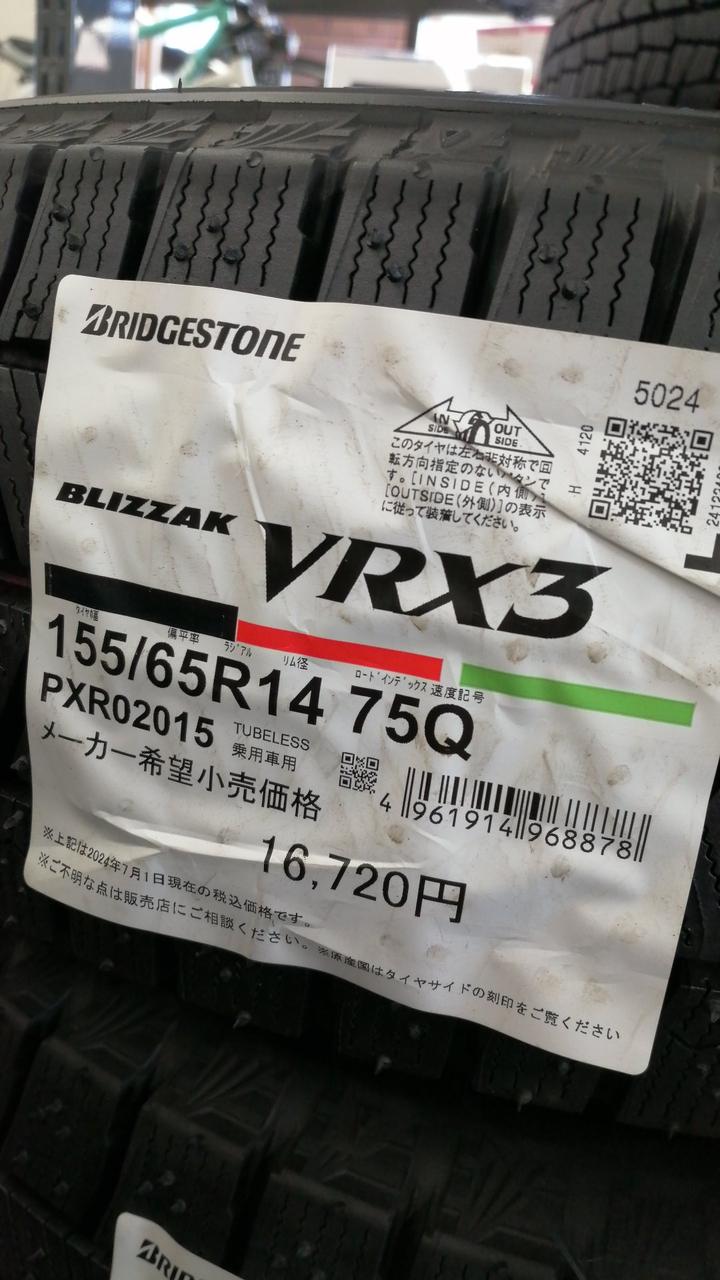 BRIDGESTONE
5024
IN SIDE OUT SIDE
このタイヤは左右非対称で回
転方向指定のないパタンで
す。[INSIDE(内側)]
[OUTSIDE(外側)]の表示
に従って装着してください。
H 4120
BLIZZAK VRX3
偏平率 ラジアル リム径 ロードインデックス 速度記号
155/65R14 75Q
PXR02015 TUBELESS
乗用車用
メーカー希望小売価格
4 961914 968878
16,720円
※上記は2024年7月1日現在の税込価格です。
※ご不明な点は販売店にご相談ください。 ※原産国はタイヤサイドの刻印をご覧ください